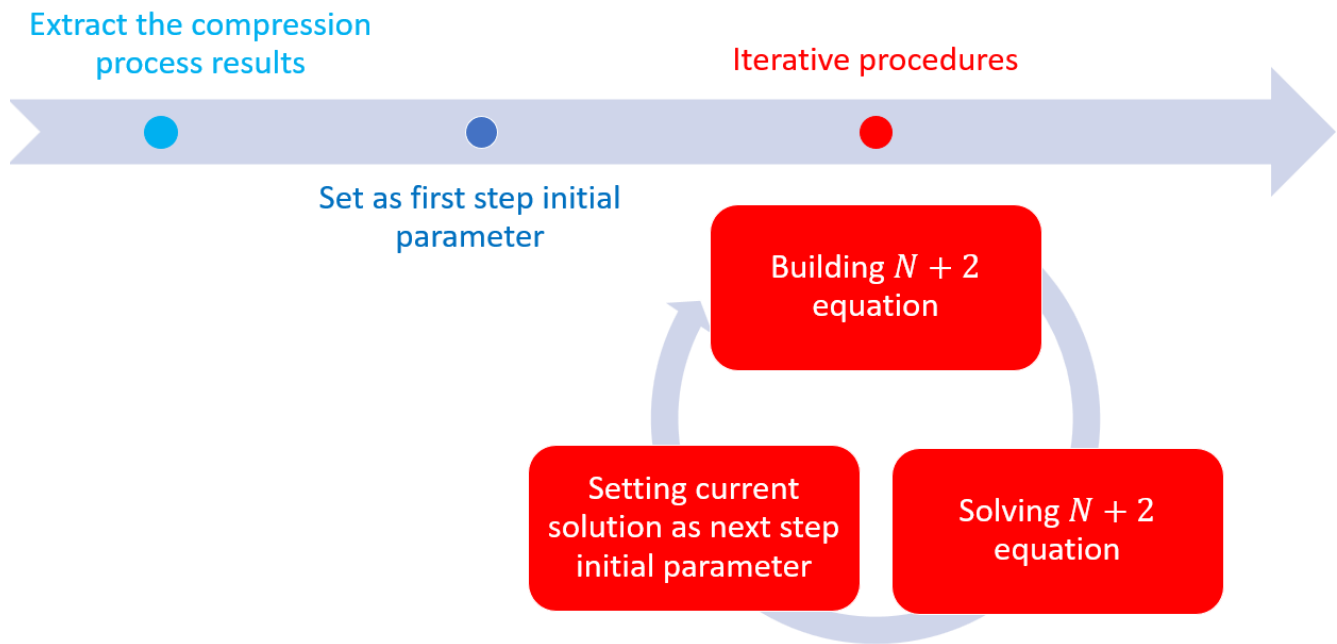 Extract the compression
process results
Iterative procedures
Set as first step initial
parameter
Building N + 2
equation
Setting current
solution as next step
initial parameter
Solving N + 2
equation